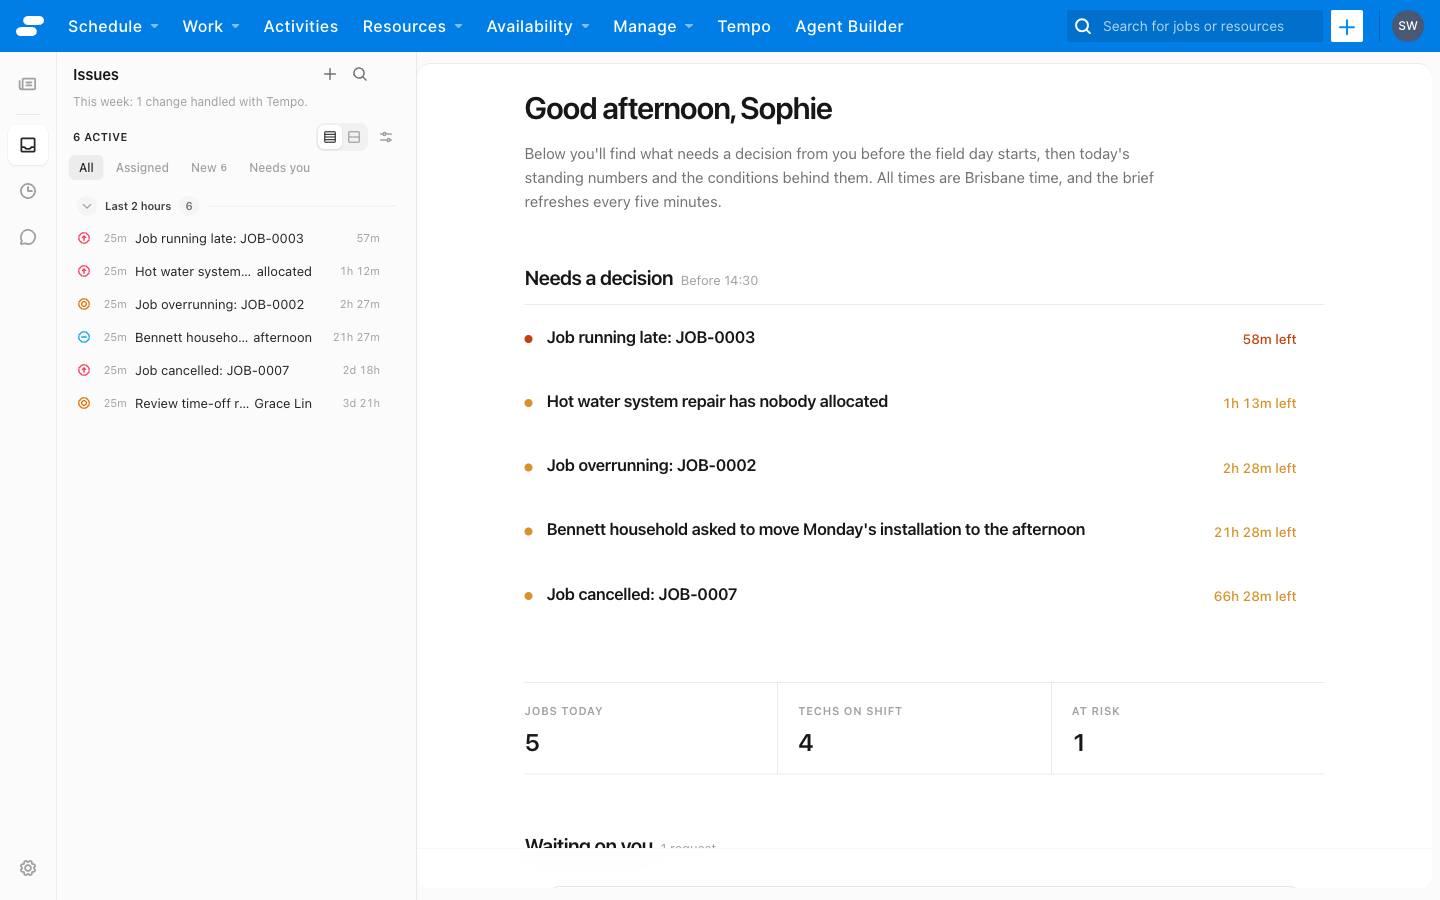 Schedule Work Activities Resources Availability Manage Tempo Agent Builder Search for jobs or resources SW
Issues
This week: 1 change handled with Tempo.
6 ACTIVE
All Assigned New 6 Needs you
Last 2 hours 6
25m Job running late: JOB-0003 57m
25m Hot water system... allocated 1h 12m
25m Job overrunning: JOB-0002 2h 27m
25m Bennett househo... afternoon 21h 27m
25m Job cancelled: JOB-0007 2d 18h
25m Review time-off r... Grace Lin 3d 21h
Good afternoon, Sophie
Below you'll find what needs a decision from you before the field day starts, then today's
standing numbers and the conditions behind them. All times are Brisbane time, and the brief
refreshes every five minutes.
Needs a decision Before 14:30
Job running late: JOB-0003 58m left
Hot water system repair has nobody allocated 1h 13m left
Job overrunning: JOB-0002 2h 28m left
Bennett household asked to move Monday's installation to the afternoon 21h 28m left
Job cancelled: JOB-0007 66h 28m left
JOBS TODAY TECHS ON SHIFT AT RISK
5 4 1
Waiting on you 1 request